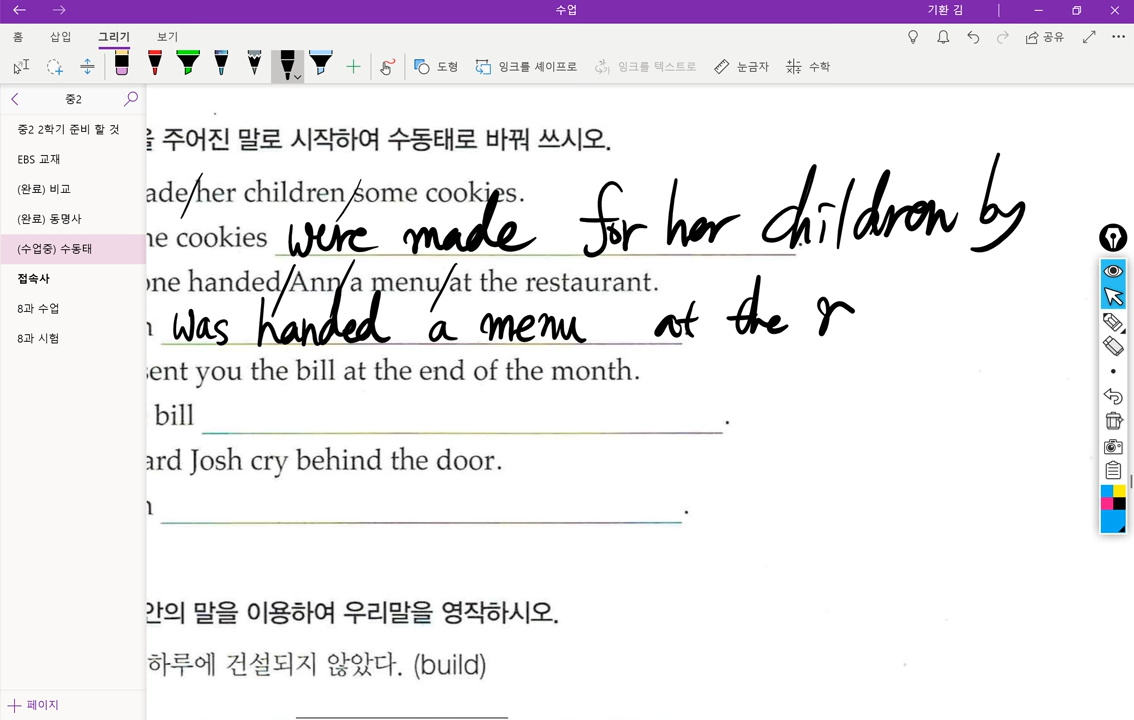 수업
기환 김
홈 삽입 그리기 보기
공유
도형 잉크를 셰이프로 잉크를 텍스트로 눈금자 수학
중2
중2 2학기 준비 할 것
EBS 교재
(완료) 비교
(완료) 동명사
(수업중) 수동태
접속사
8과 수업
8과 시험
페이지
을 주어진 말로 시작하여 수동태로 바꿔 쓰시오.
ade/her children/some cookies.
ne cookies were made for her children by
one handed/Ann/a menu/at the restaurant.
n was handed a menu at the r
sent you the bill at the end of the month.
bill .
ard Josh cry behind the door.
h .
안의 말을 이용하여 우리말을 영작하시오.
하루에 건설되지 않았다. (build)